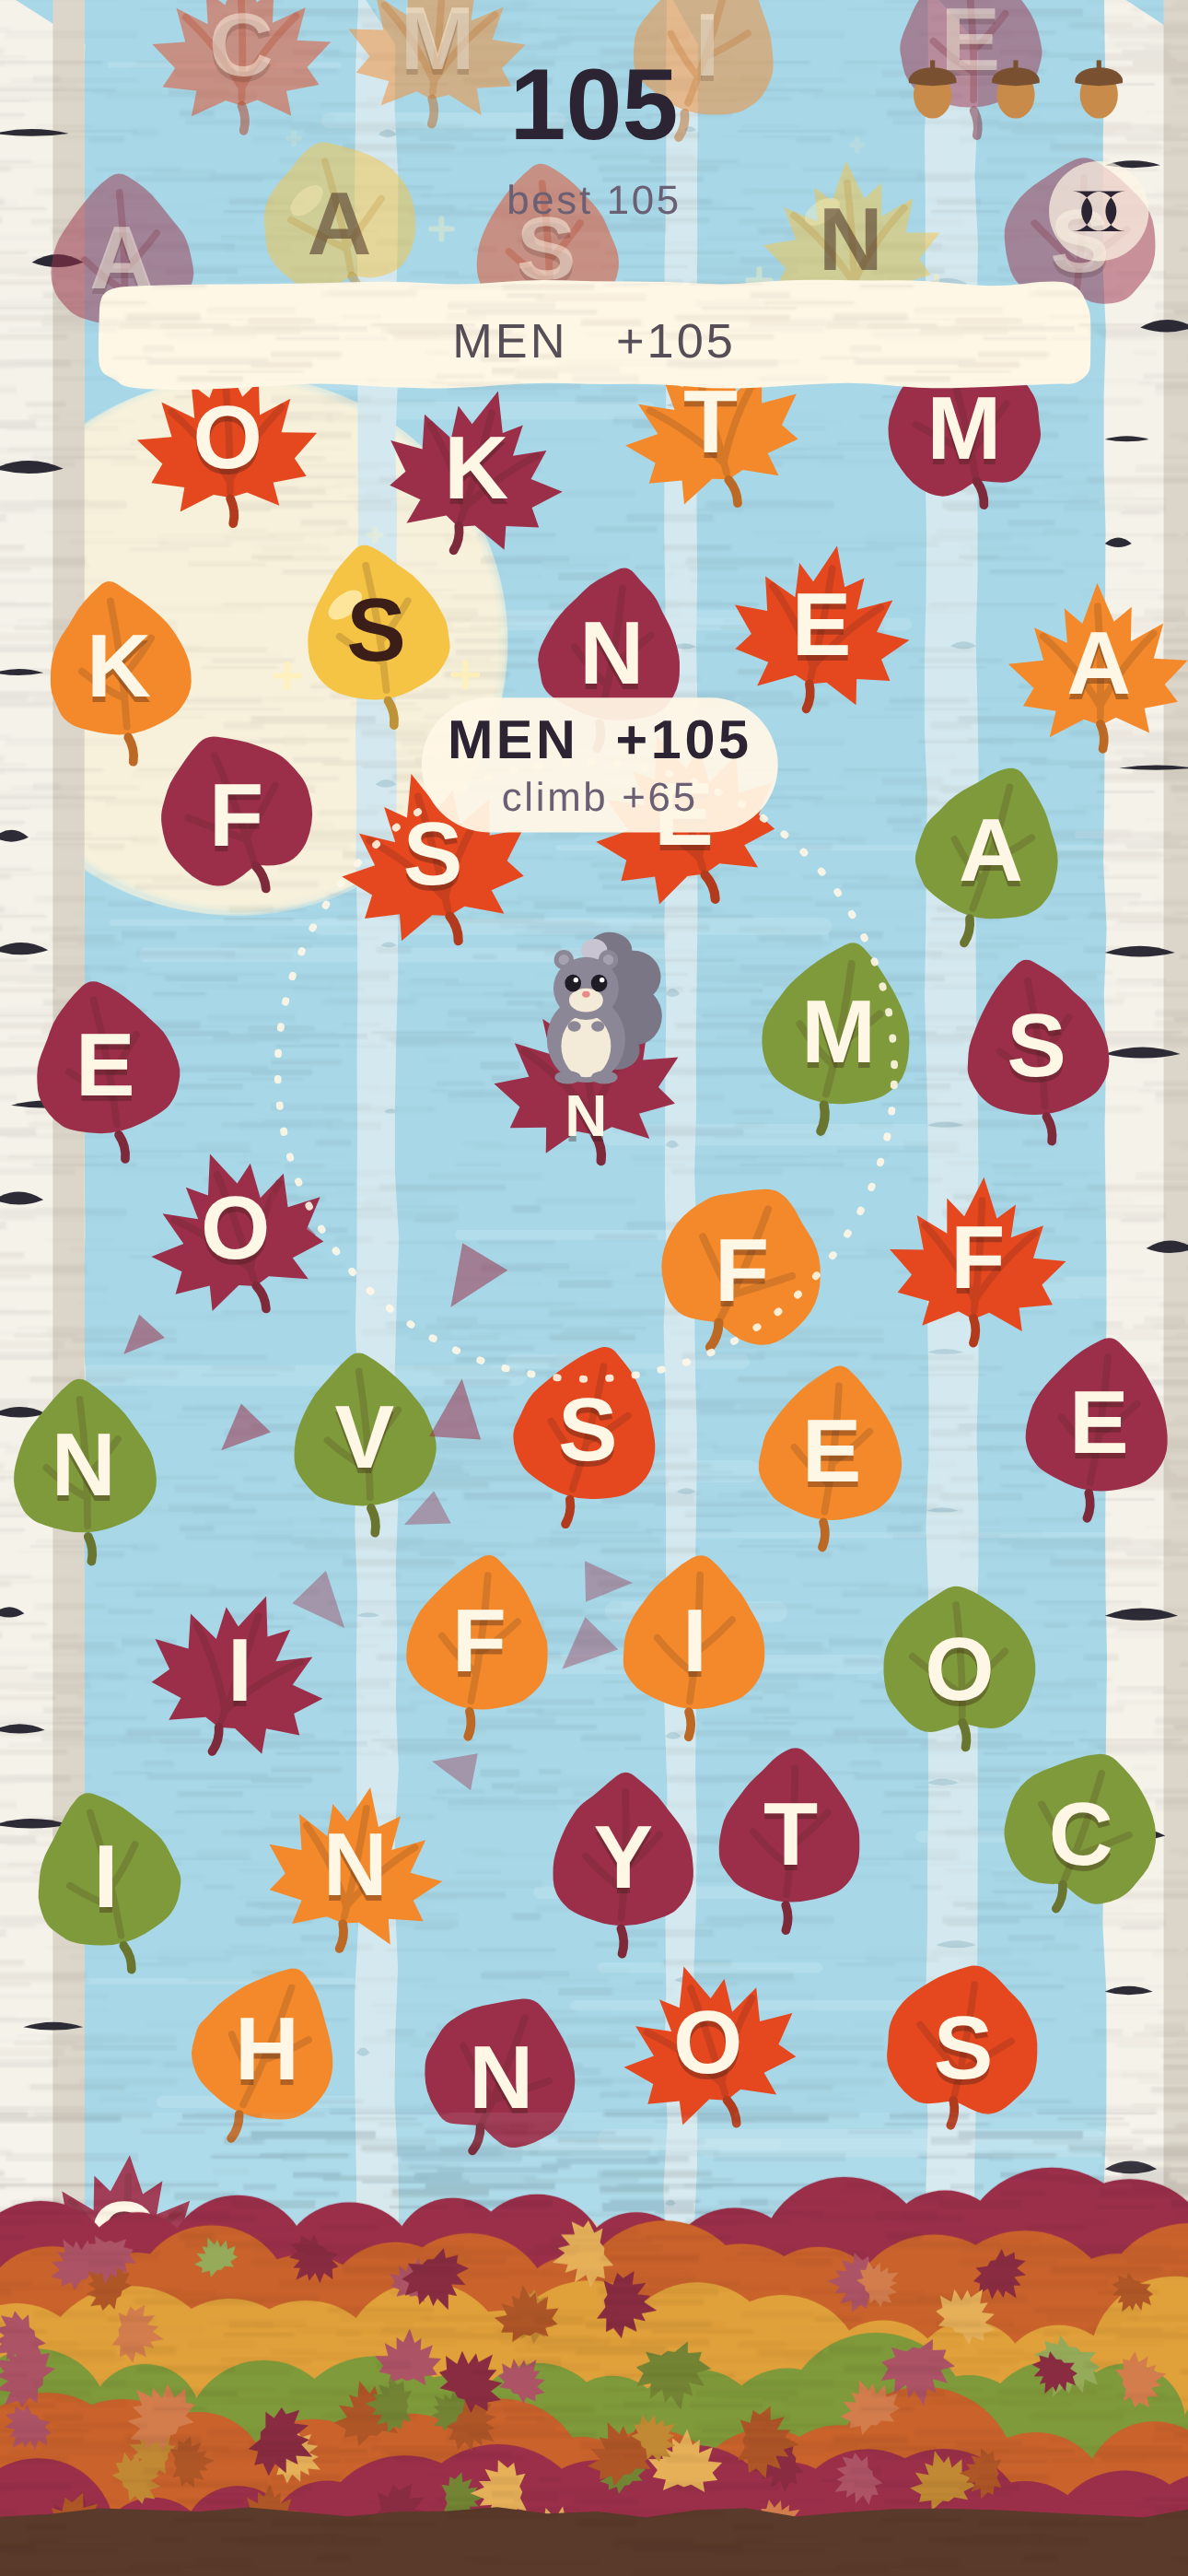 C M I E
105
best 105
A A S N S
MEN +105
O K T M
K S N E A
MEN +105
climb +65
F S E A
E M S
N
O F F
N V S E E
I F I O
I N Y T C
H N O S